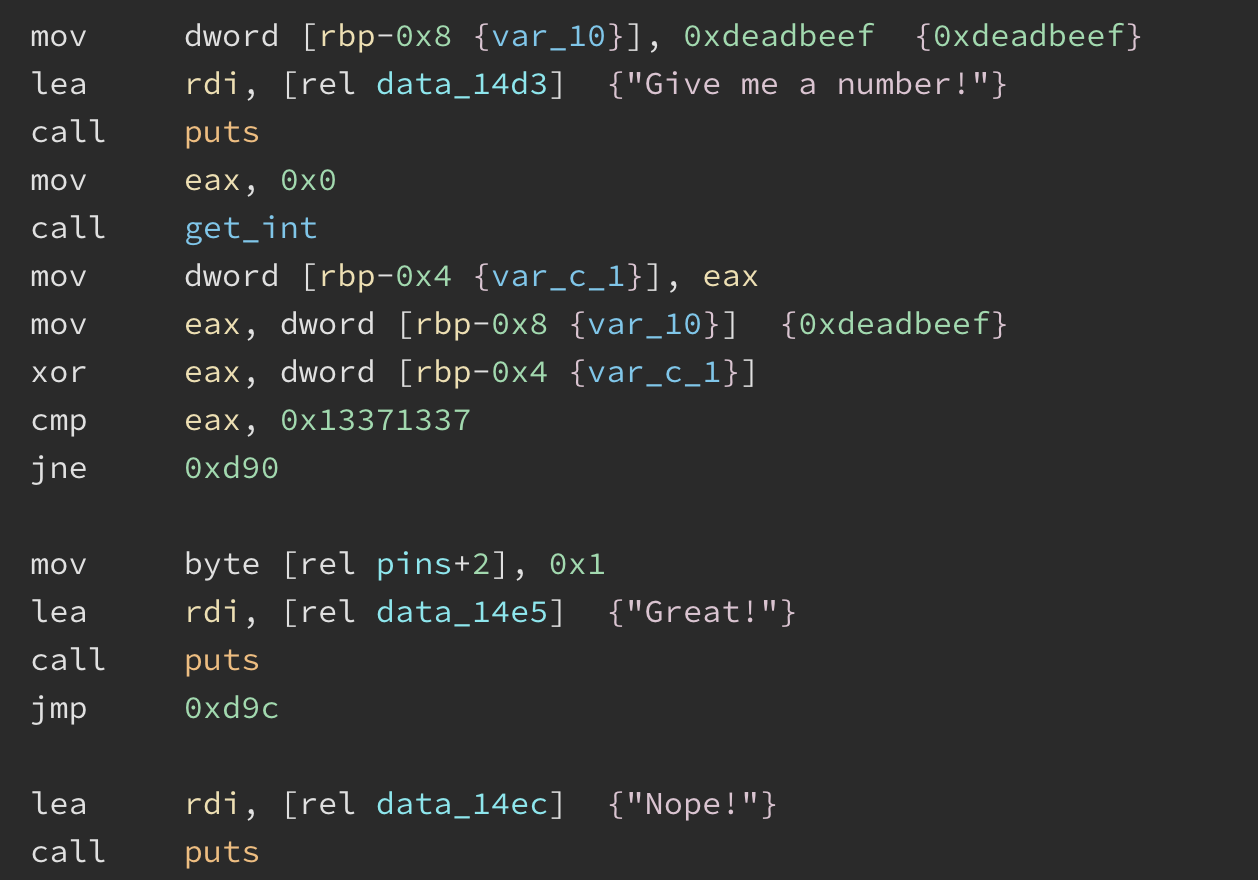 mov     dword [rbp-0x8 {var_10}], 0xdeadbeef  {0xdeadbeef}
lea     rdi, [rel data_14d3]  {"Give me a number!"}
call    puts
mov     eax, 0x0
call    get_int
mov     dword [rbp-0x4 {var_c_1}], eax
mov     eax, dword [rbp-0x8 {var_10}]  {0xdeadbeef}
xor     eax, dword [rbp-0x4 {var_c_1}]
cmp     eax, 0x13371337
jne     0xd90
mov     byte [rel pins+2], 0x1
lea     rdi, [rel data_14e5]  {"Great!"}
call    puts
jmp     0xd9c
lea     rdi, [rel data_14ec]  {"Nope!"}
call    puts